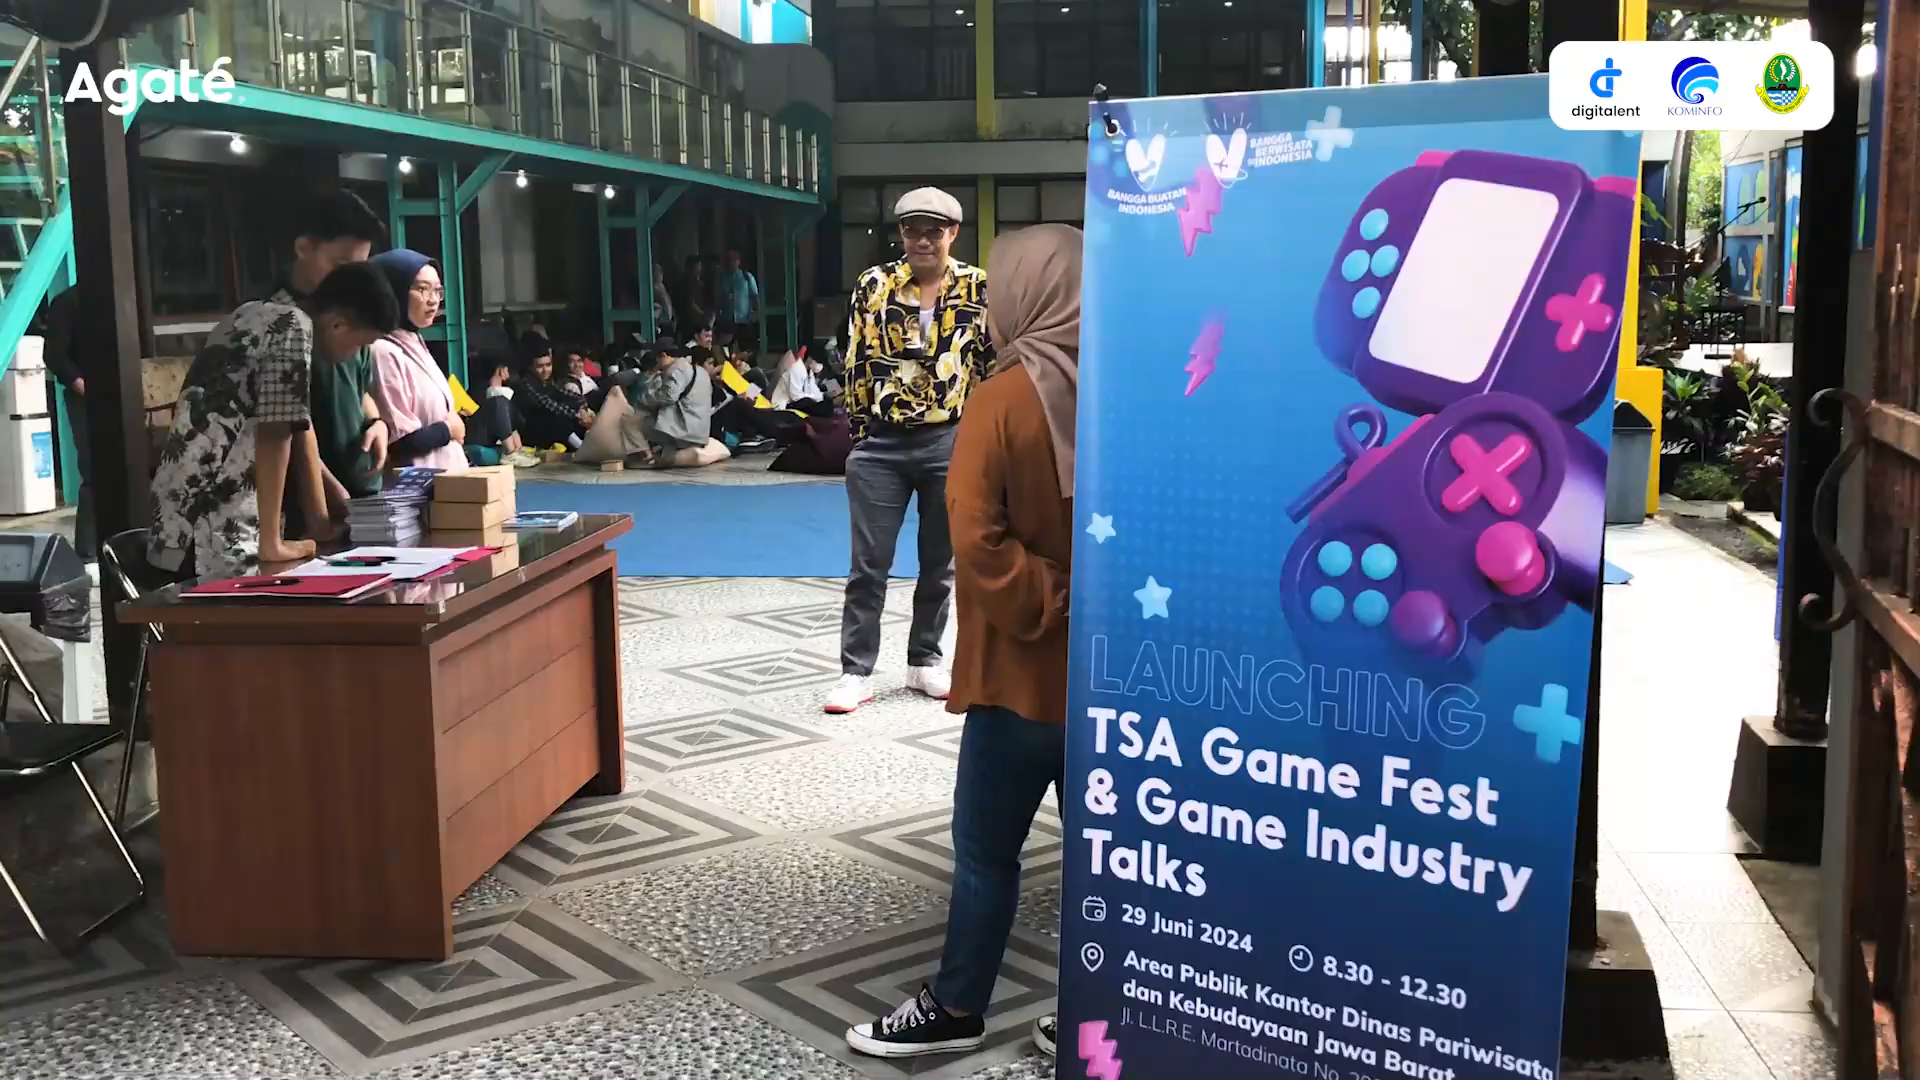 Agaté
digitalent
KOMINFO
BANGGA BUATAN
INDONESIA
BANGGA
BERWISATA
DI INDONESIA
LAUNCHING
TSA Game Fest
& Game Industry
Talks
29 Juni 2024
8.30 - 12.30
Area Publik Kantor Dinas Pariwisata
dan Kebudayaan Jawa Barat
Jl. L.L.R.E. Martadinata No.